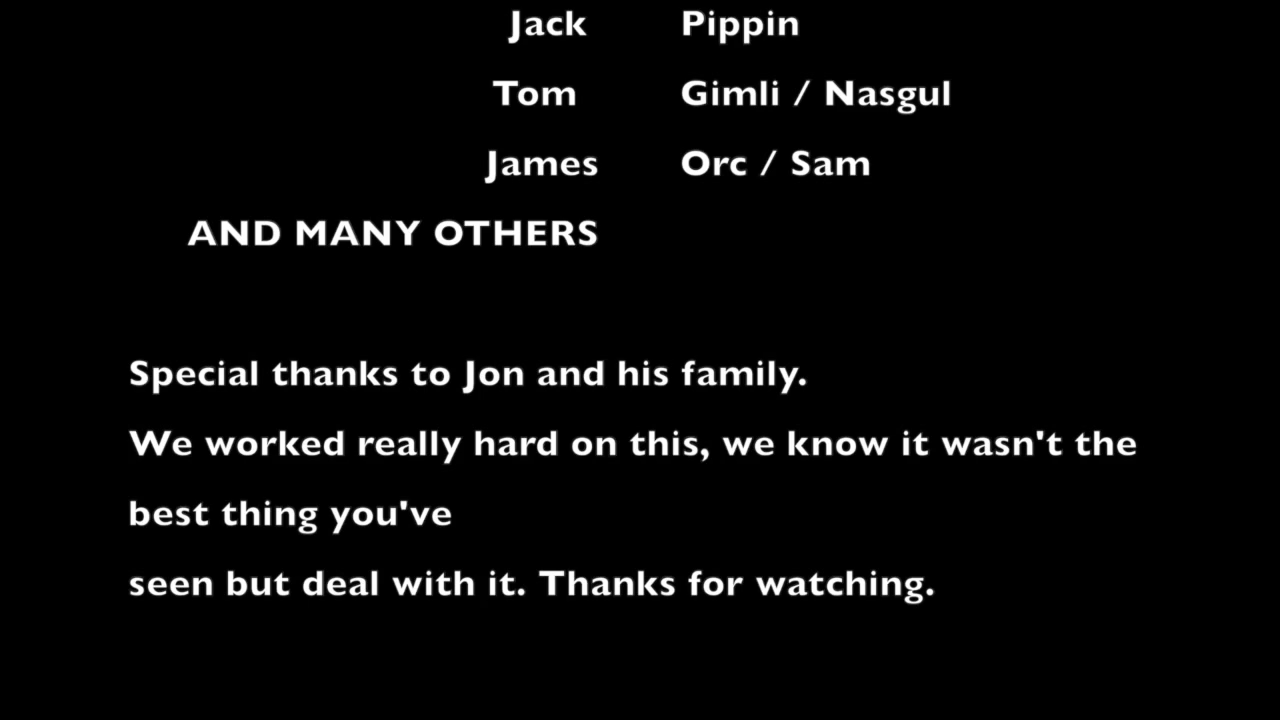 Jack Pippin
Tom Gimli / Nasgul
James Orc / Sam
AND MANY OTHERS
Special thanks to Jon and his family.
We worked really hard on this, we know it wasn't the
best thing you've
seen but deal with it. Thanks for watching.